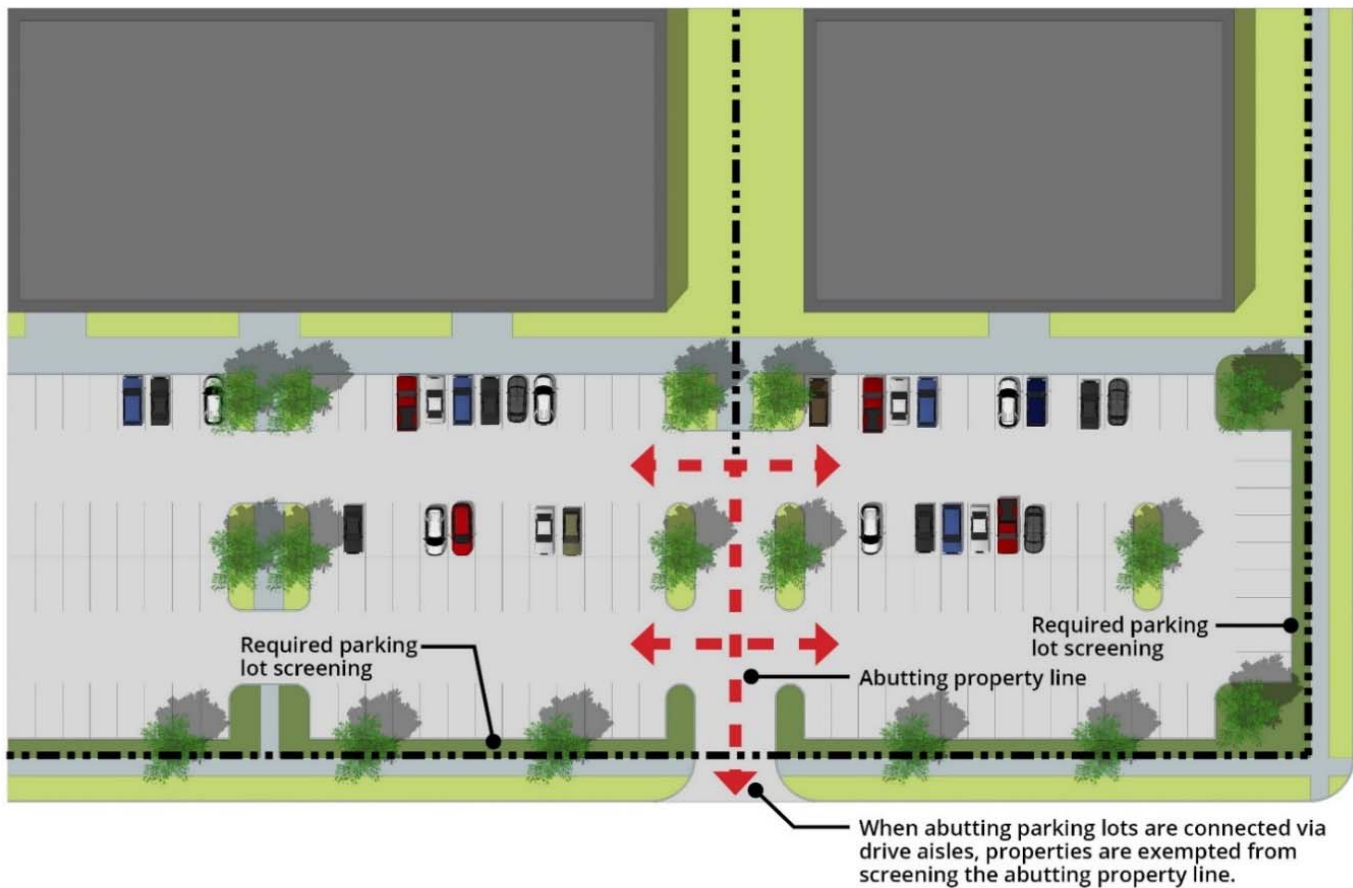 Required parking
lot screening
Required parking
lot screening
Abutting property line
When abutting parking lots are connected via
drive aisles, properties are exempted from
screening the abutting property line.